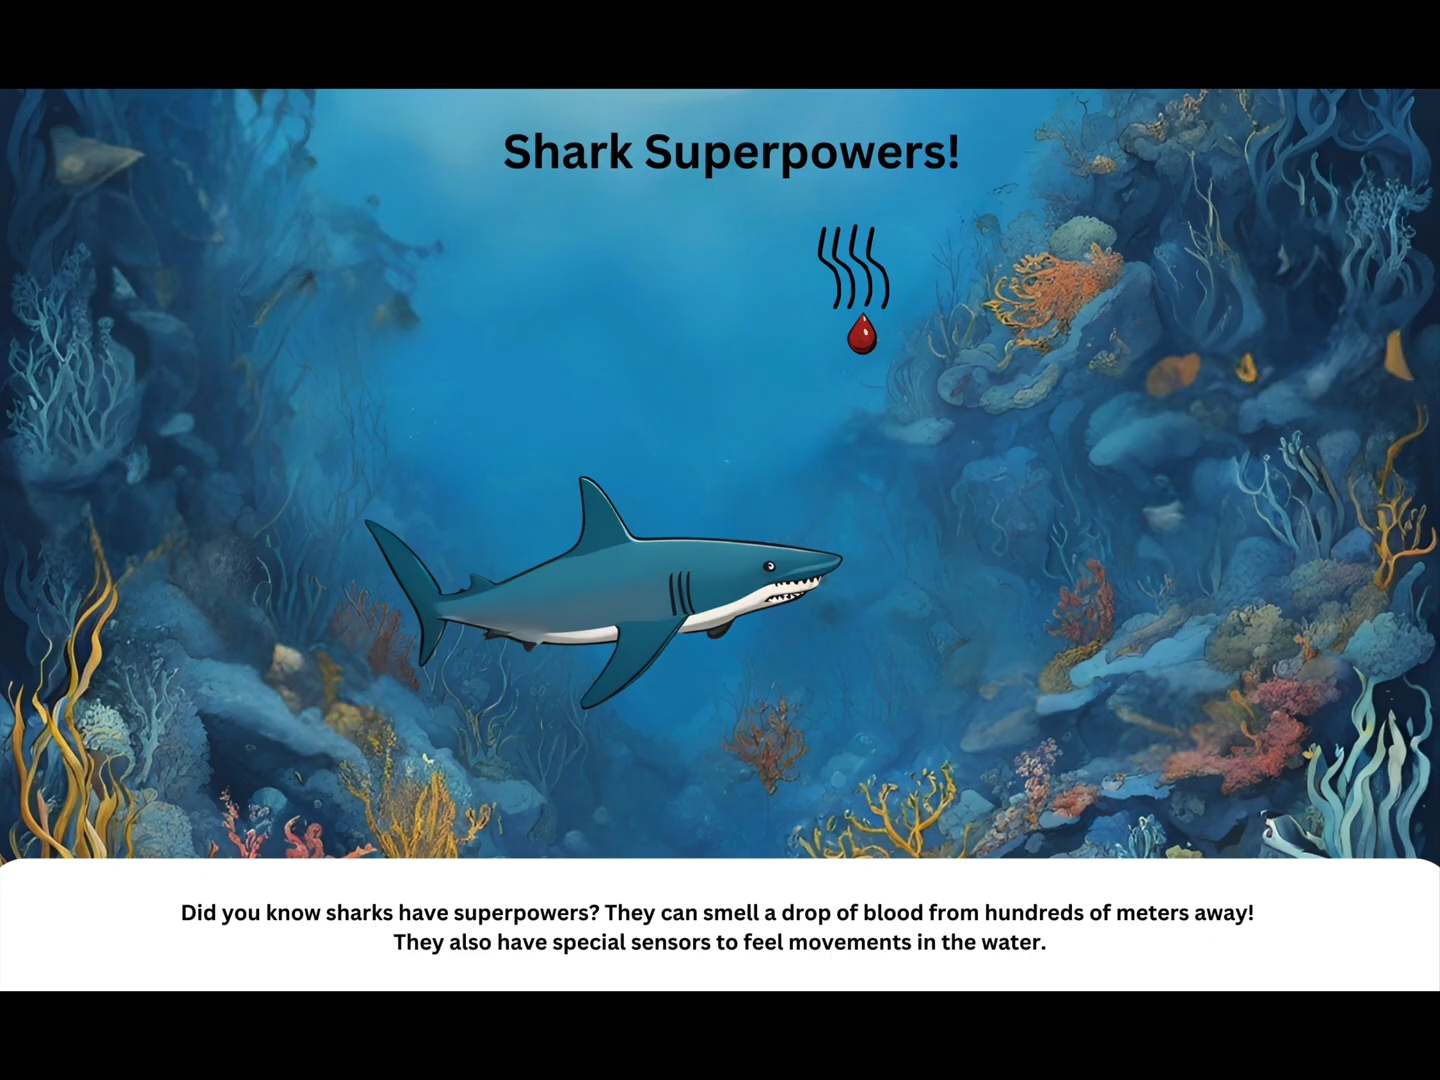 Shark Superpowers!
Did you know sharks have superpowers? They can smell a drop of blood from hundreds of meters away!
They also have special sensors to feel movements in the water.